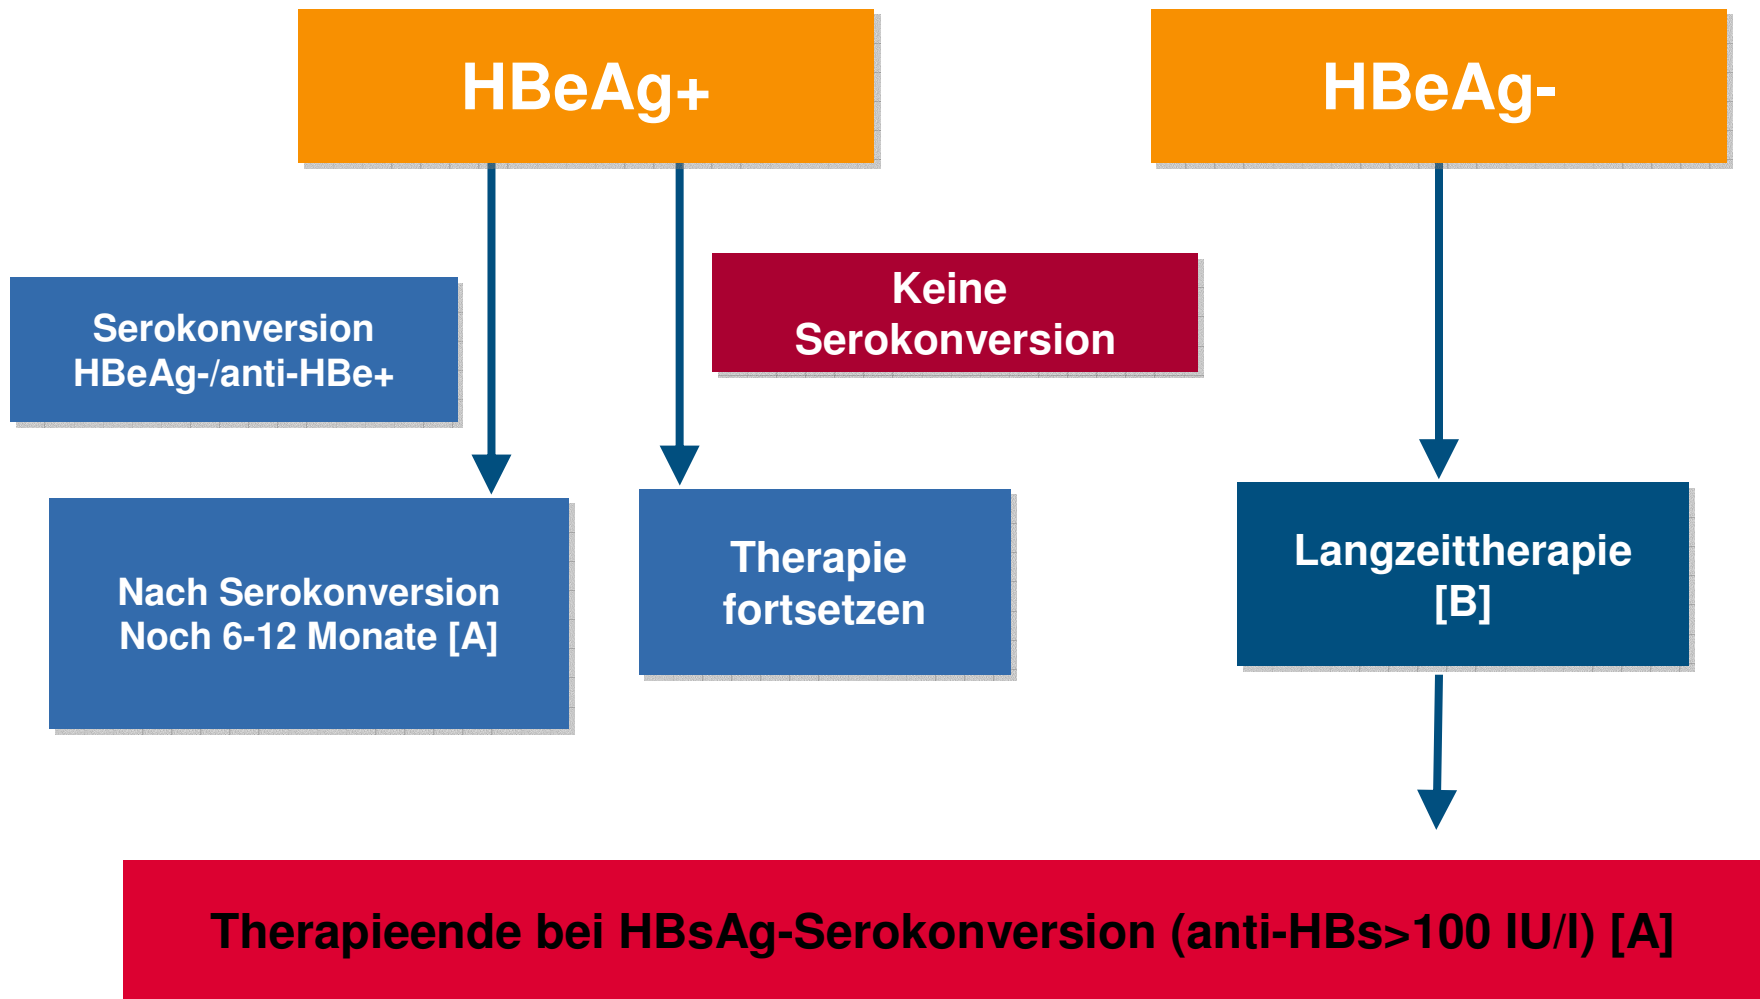 HBeAg+
HBeAg-
Serokonversion
HBeAg-/anti-HBe+
Keine
Serokonversion
Nach Serokonversion
Noch 6-12 Monate [A]
Therapie
fortsetzen
Langzeittherapie
[B]
Therapieende bei HBsAg-Serokonversion (anti-HBs>100 IU/l) [A]